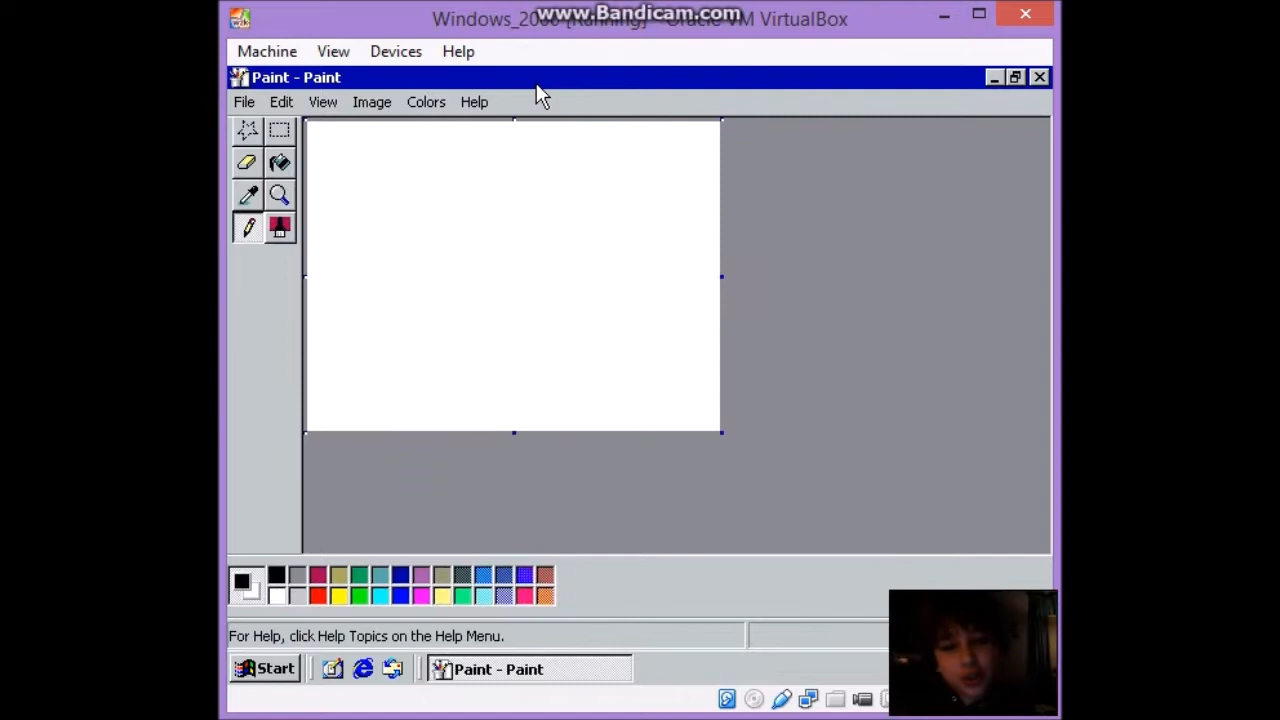 www.Bandicam.com
Windows_2000 [Running] - Oracle VM VirtualBox
Machine View Devices Help
Paint - Paint
File Edit View Image Colors Help
For Help, click Help Topics on the Help Menu.
Start Paint - Paint